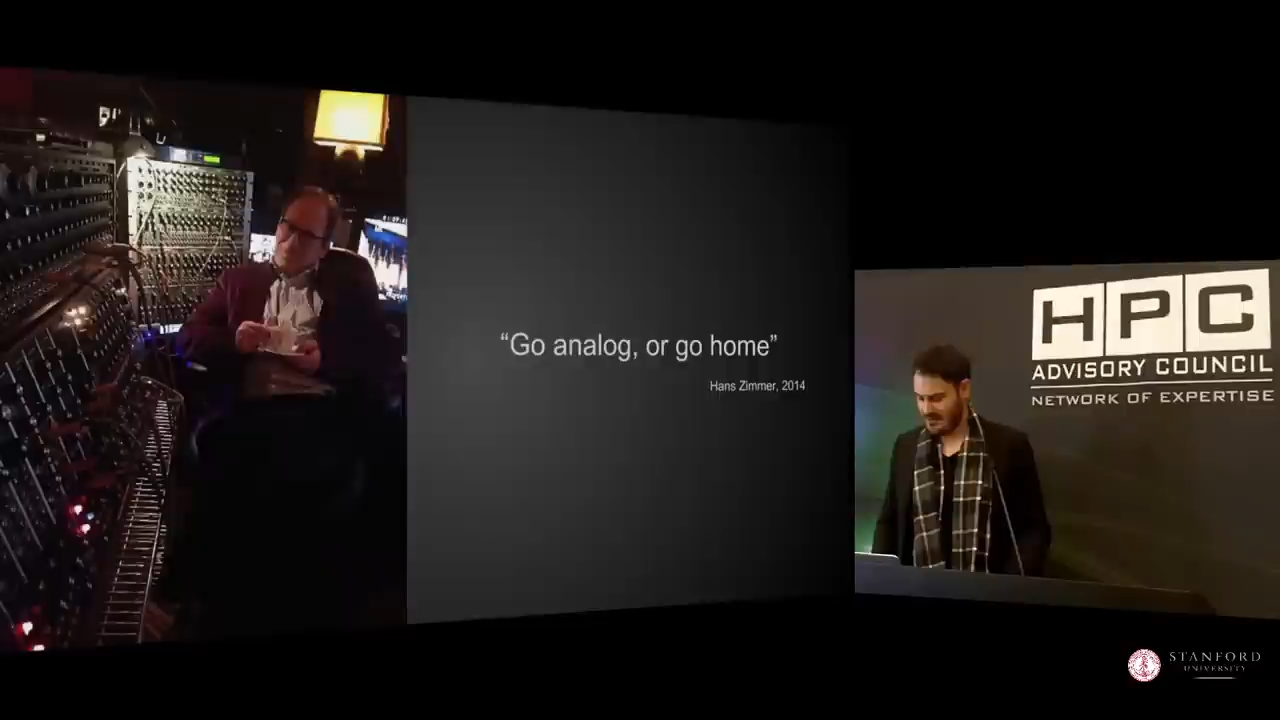 “Go analog, or go home”
Hans Zimmer, 2014
HPC
ADVISORY COUNCIL
NETWORK OF EXPERTISE
STANFORD
UNIVERSITY